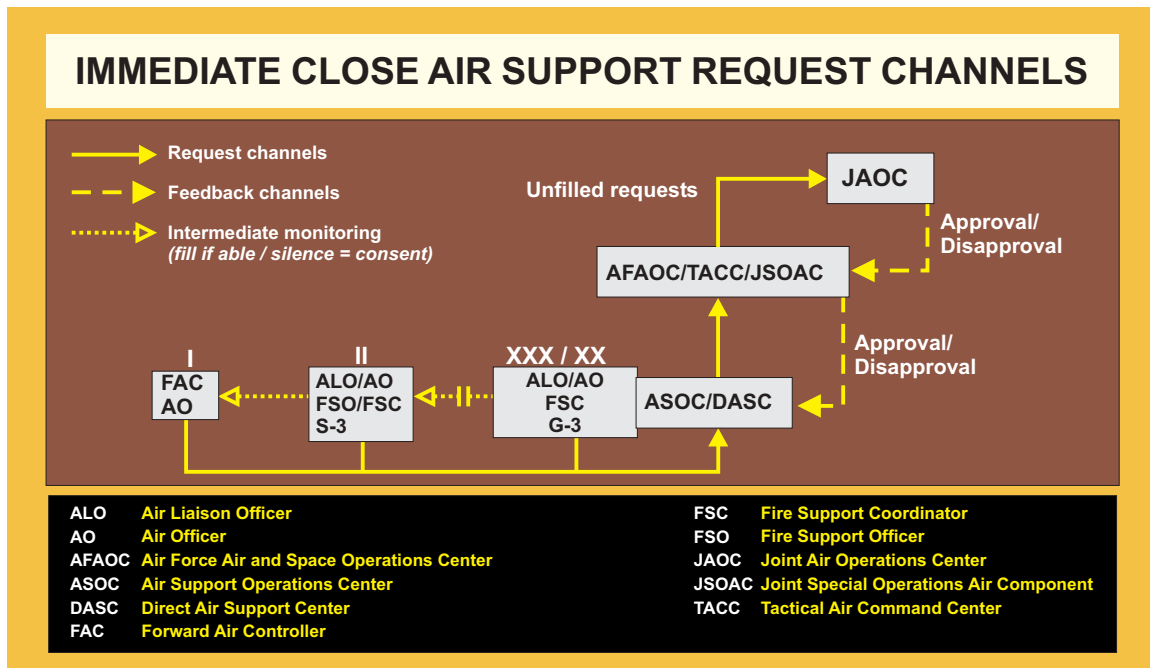 IMMEDIATE CLOSE AIR SUPPORT REQUEST CHANNELS
Request channels
Feedback channels
Intermediate monitoring
(fill if able / silence = consent)
Unfilled requests
JAOC
Approval/
Disapproval
AFAOC/TACC/JSOAC
Approval/
Disapproval
I
FAC
AO
II
ALO/AO
FSO/FSC
S-3
XXX / XX
ALO/AO
FSC
G-3
ASOC/DASC
ALO Air Liaison Officer
AO Air Officer
AFAOC Air Force Air and Space Operations Center
ASOC Air Support Operations Center
DASC Direct Air Support Center
FAC Forward Air Controller
FSC Fire Support Coordinator
FSO Fire Support Officer
JAOC Joint Air Operations Center
JSOAC Joint Special Operations Air Component
TACC Tactical Air Command Center